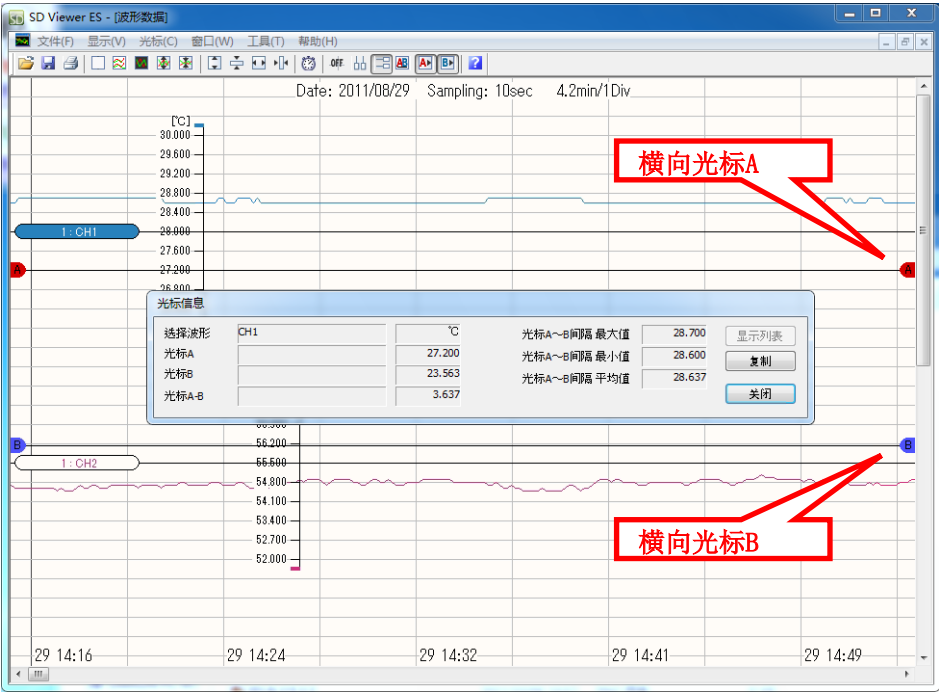 SD Viewer ES - [波形数据]
文件(F) 显示(V) 光标(C) 窗口(W) 工具(T) 帮助(H)
OFF AB A B ?
Date: 2011/08/29 Sampling: 10sec 4.2min/1Div
[℃]
30.000
29.600
29.200
横向光标A
28.800
28.400
1 : CH1
28.000
27.600
A
27.200
A
26.800
光标信息
选择波形 CH1 ℃ 光标A～B间隔 最大值 28.700 显示列表
光标A 27.200 光标A～B间隔 最小值 28.600 复制
光标B 23.563 光标A～B间隔 平均值 28.637
光标A-B 3.637 关闭
B
56.200
B
1 : CH2
54.800
54.100
53.400
横向光标B
52.700
52.000
29 14:16 29 14:24 29 14:32 29 14:41 29 14:49